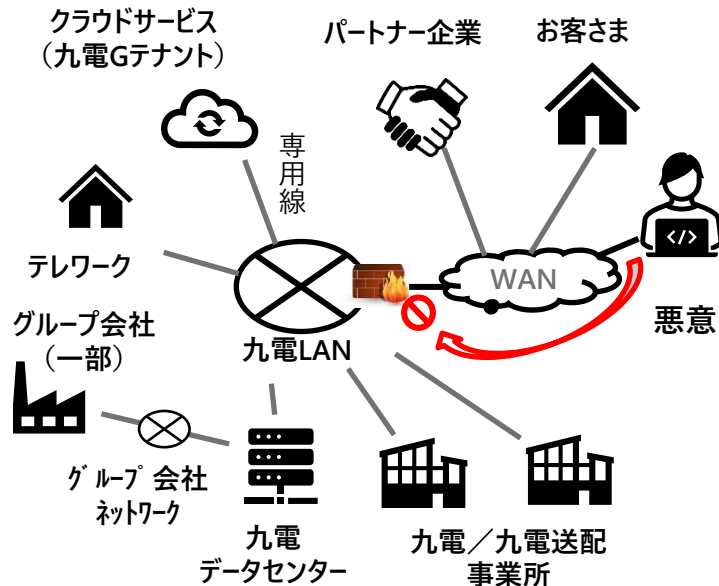 クラウドサービス
（九電Gテナント）
パートナー企業
お客さま
専用線
テレワーク
WAN
</>
悪意
グループ会社
（一部）
九電LAN
グループ会社
ネットワーク
九電
データセンター
九電／九電送配
事業所